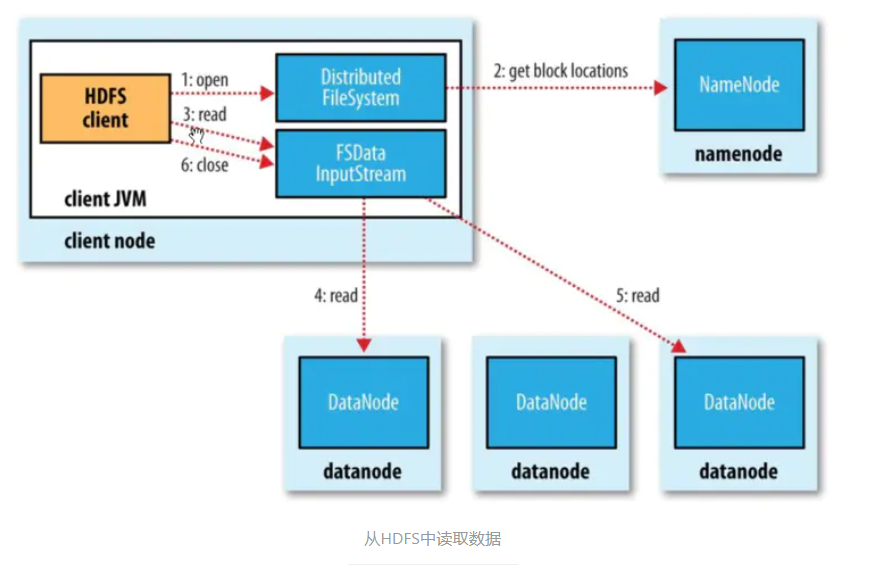 1: open
HDFS
client
3: read
6: close
Distributed
FileSystem
FSData
InputStream
client JVM
client node
2: get block locations
NameNode
namenode
4: read
5: read
DataNode
datanode
DataNode
datanode
DataNode
datanode
从HDFS中读取数据